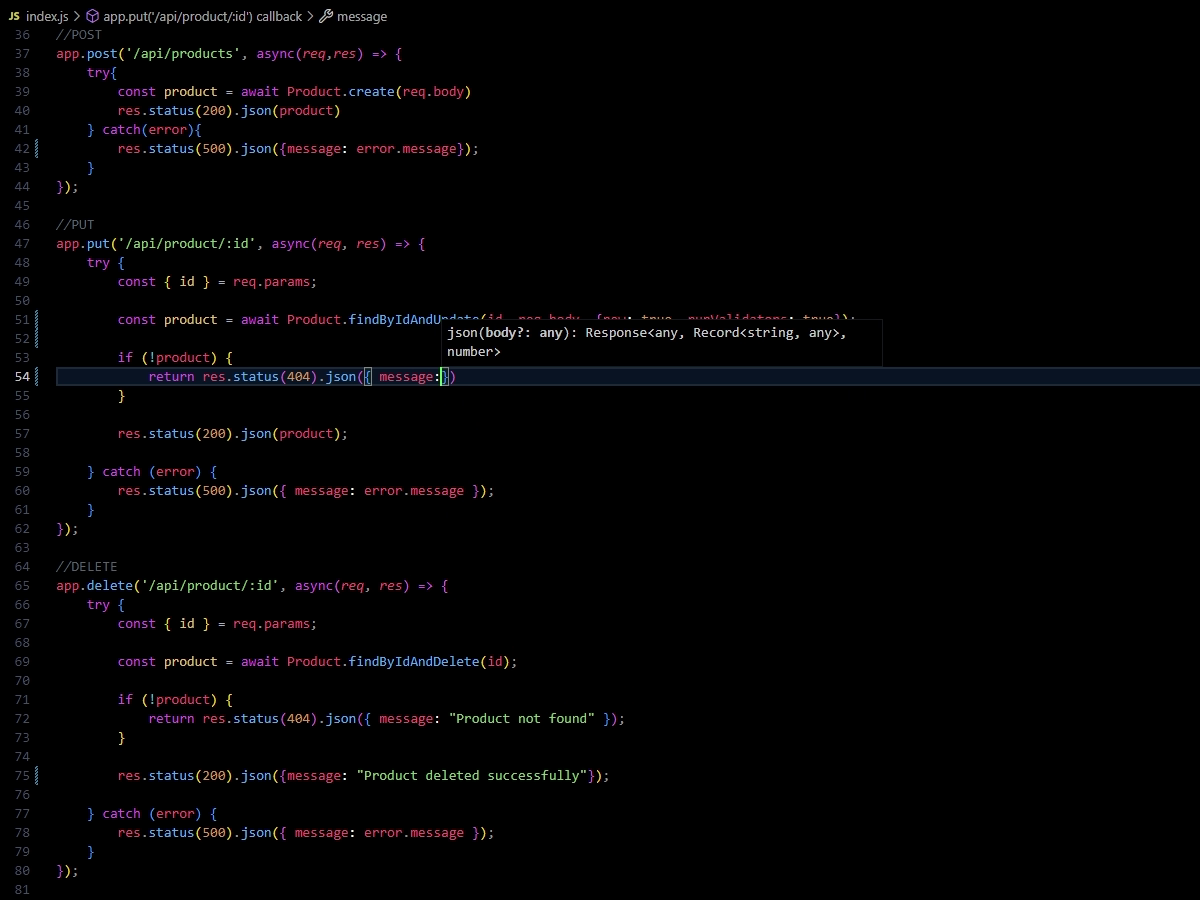 JS index.js > app.put('/api/product/:id') callback > message
36 //POST
37 app.post('/api/products', async(req,res) => {
38 try{
39 const product = await Product.create(req.body)
40 res.status(200).json(product)
41 } catch(error){
42 res.status(500).json({message: error.message});
43 }
44 });
45
46 //PUT
47 app.put('/api/product/:id', async(req, res) => {
48 try {
49 const { id } = req.params;
50
51 const product = await Product.findByIdAndUpdate(id, req.body, {new: true, runValidators: true});
json(body?: any): Response<any, Record<string, any>,
52
number>
53 if (!product) {
54 return res.status(404).json({ message:})
55 }
56
57 res.status(200).json(product);
58
59 } catch (error) {
60 res.status(500).json({ message: error.message });
61 }
62 });
63
64 //DELETE
65 app.delete('/api/product/:id', async(req, res) => {
66 try {
67 const { id } = req.params;
68
69 const product = await Product.findByIdAndDelete(id);
70
71 if (!product) {
72 return res.status(404).json({ message: "Product not found" });
73 }
74
75 res.status(200).json({message: "Product deleted successfully"});
76
77 } catch (error) {
78 res.status(500).json({ message: error.message });
79 }
80 });
81